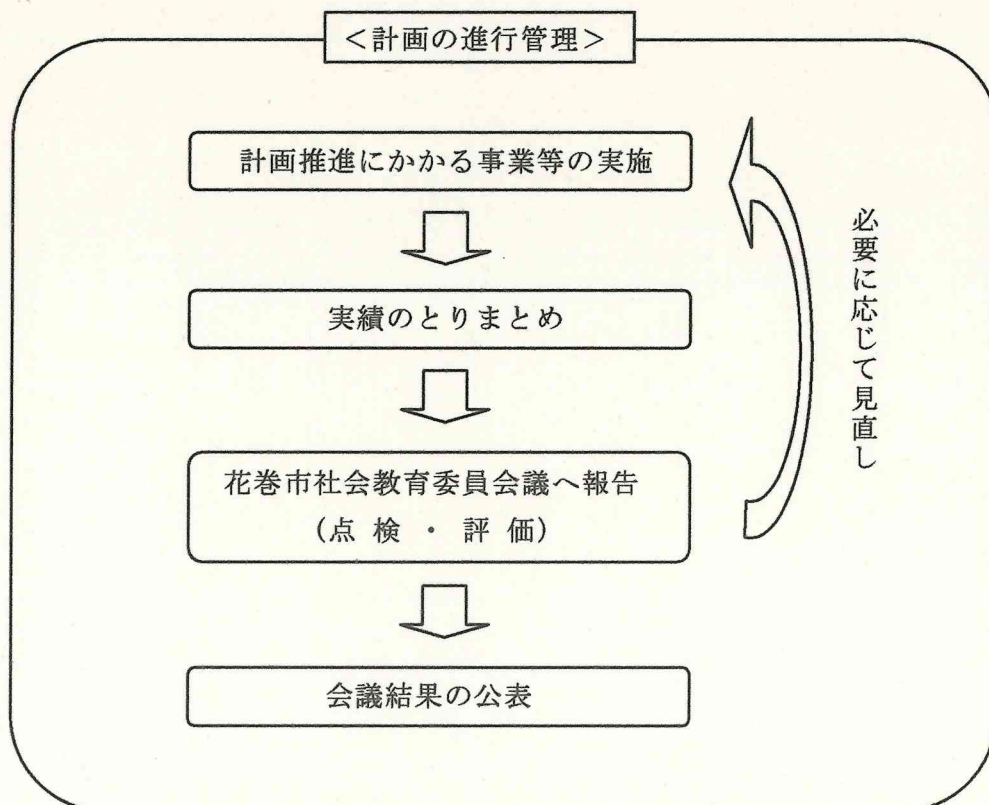 ＜計画の進行管理＞
計画推進にかかる事業等の実施
実績のとりまとめ
花巻市社会教育委員会議へ報告
(点 検 ・ 評 価)
会議結果の公表
必要に応じて見直し